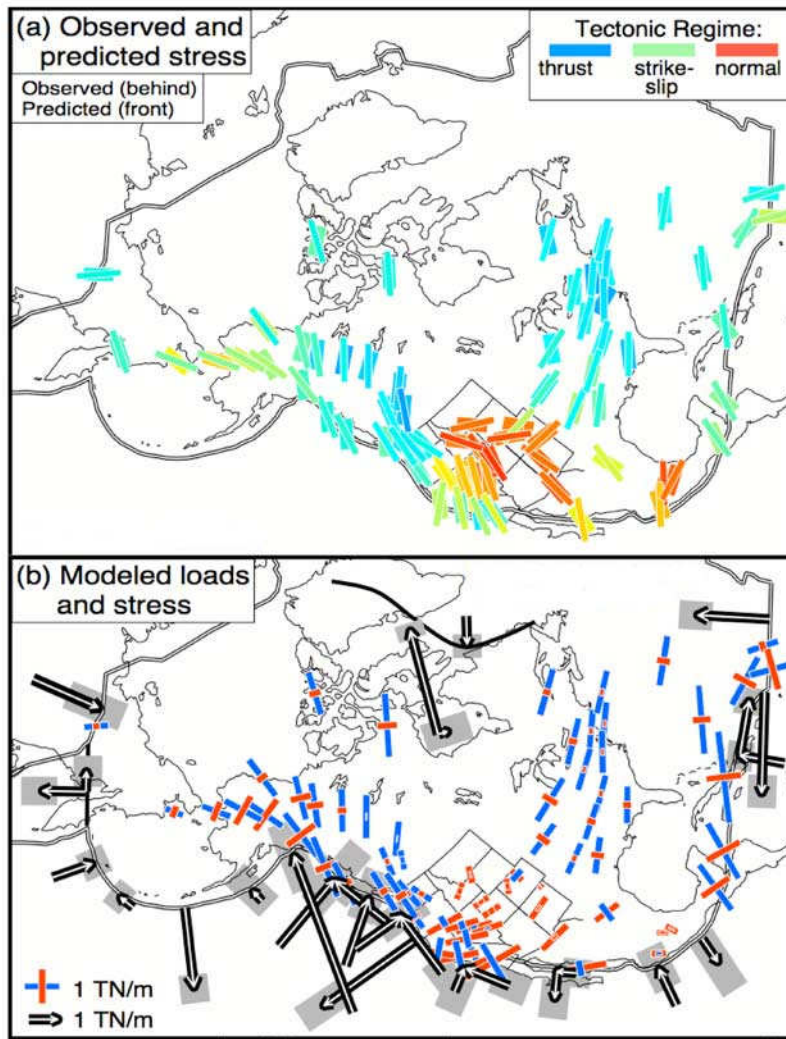 (a) Observed and
predicted stress
Observed (behind)
Predicted (front)
Tectonic Regime:
thrust
strike-
slip
normal
(b) Modeled loads
and stress
1 TN/m
1 TN/m